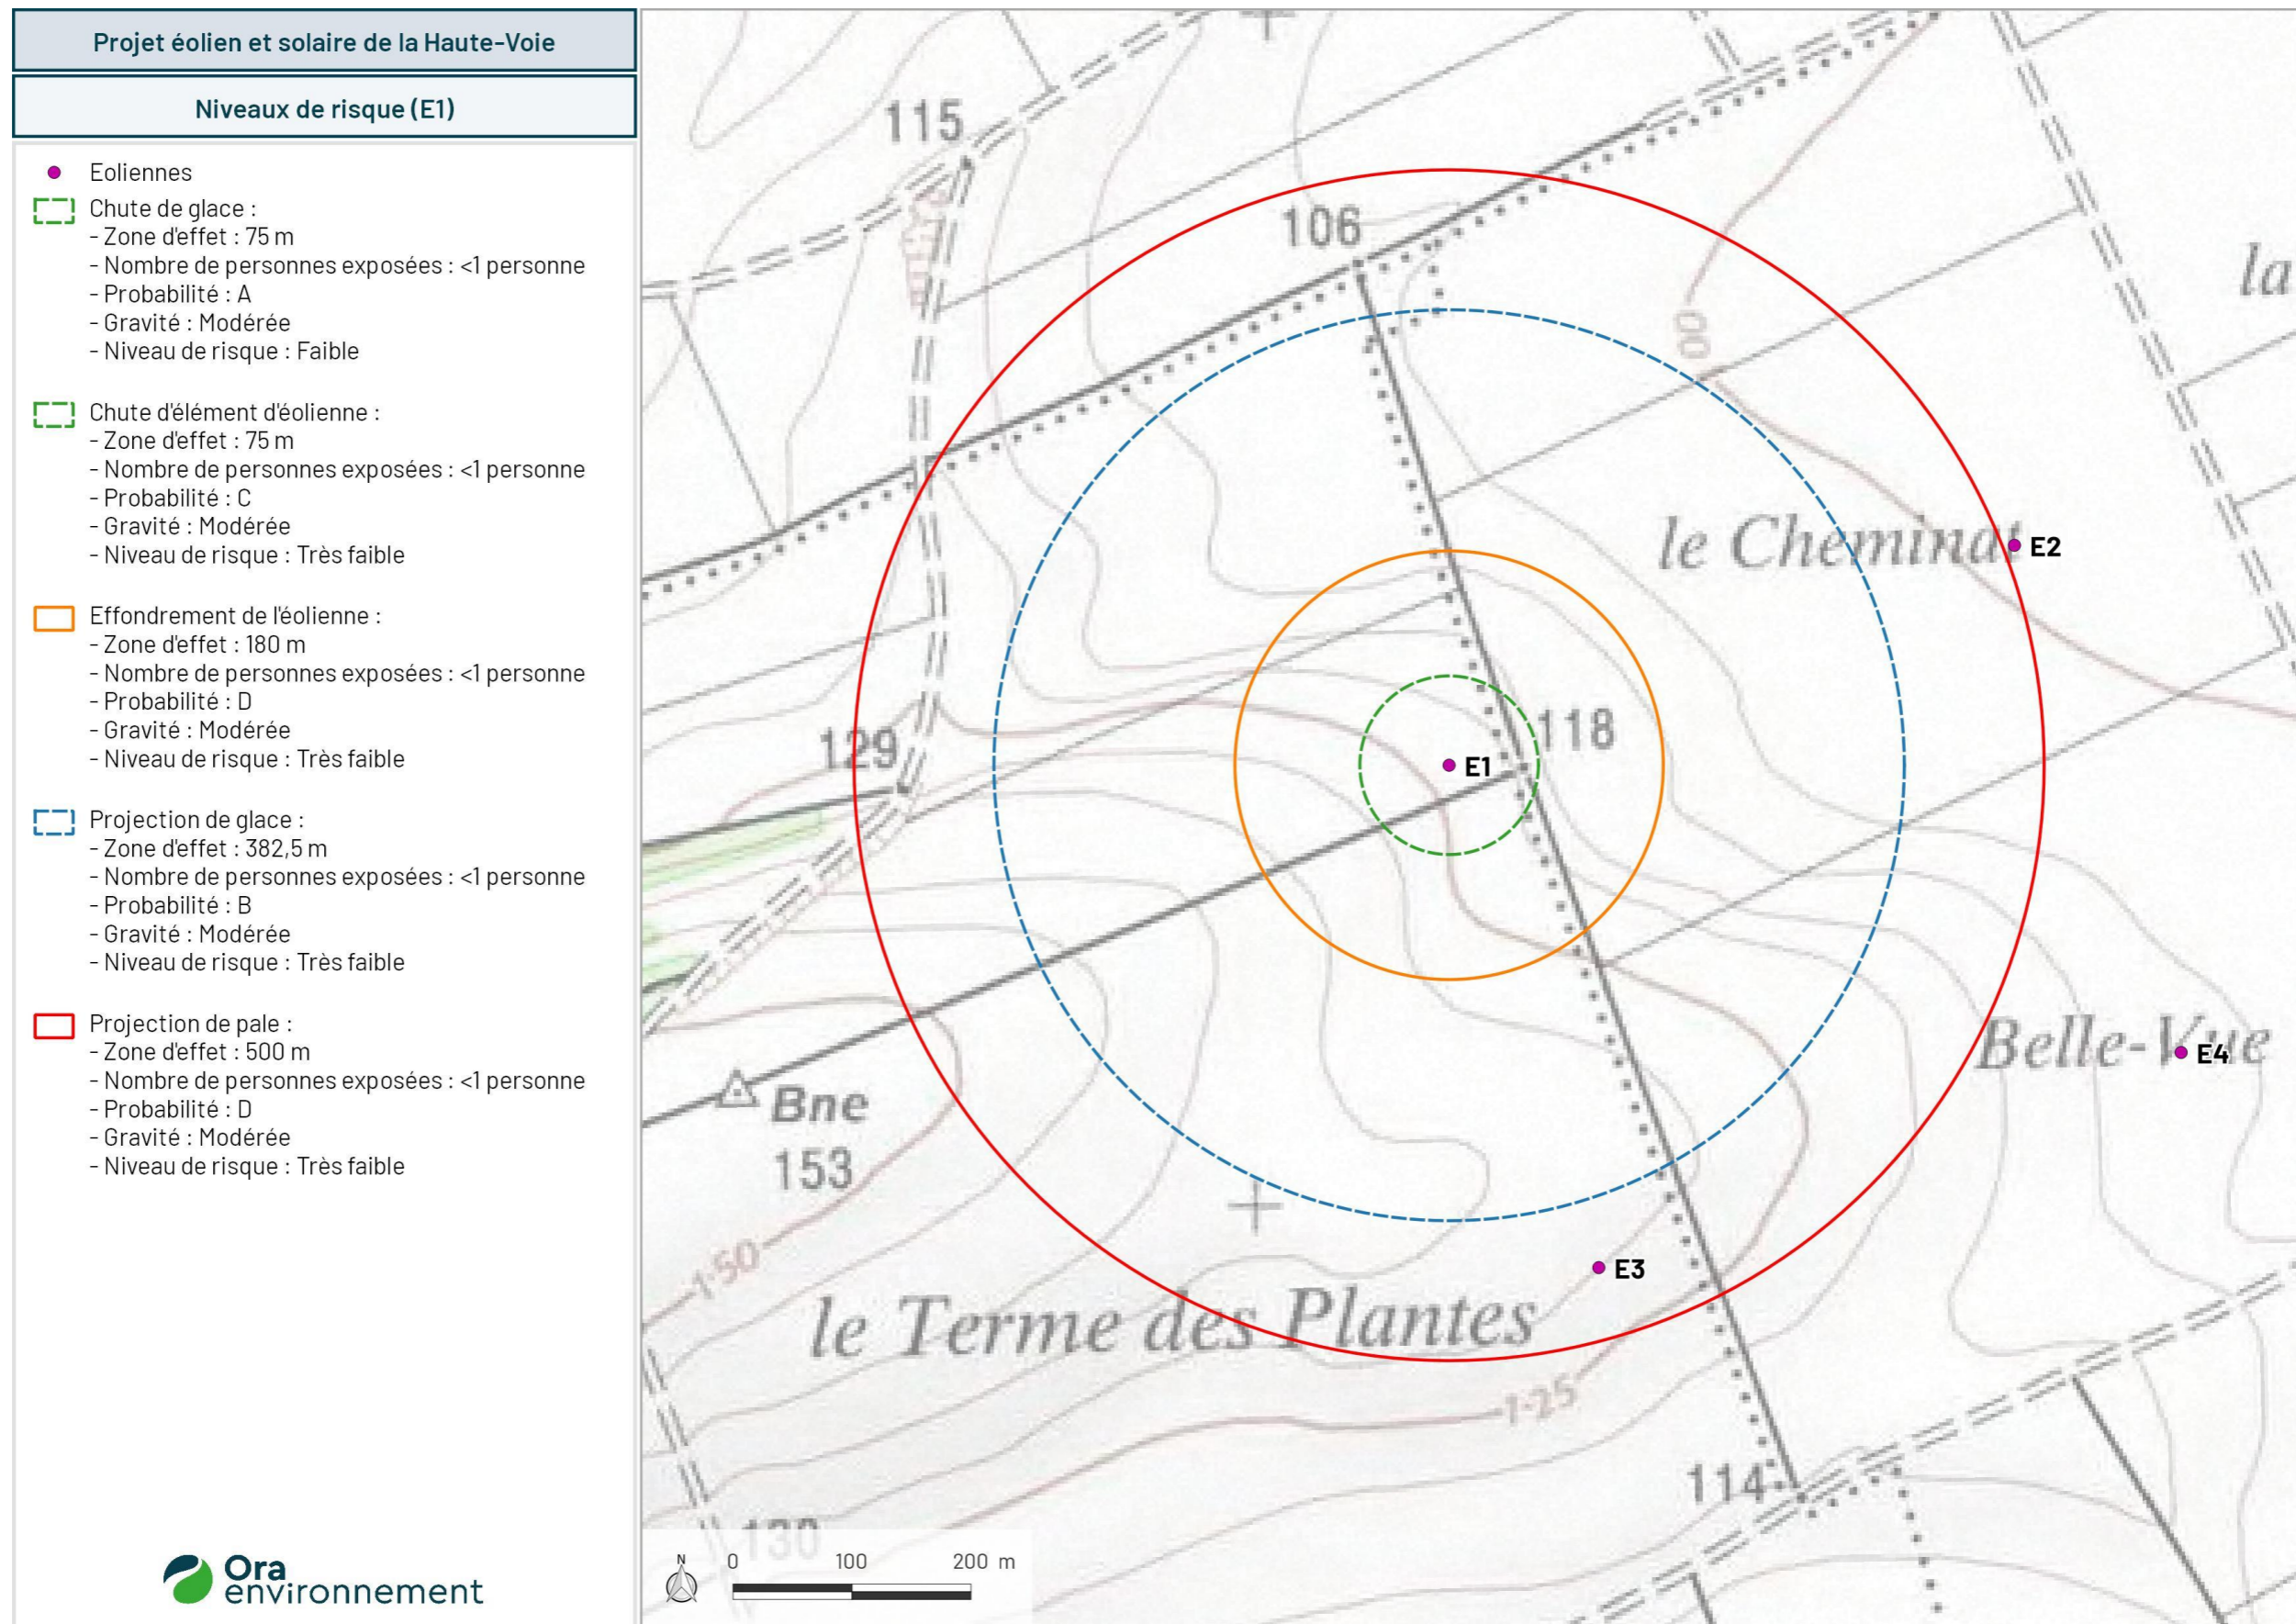 Projet éolien et solaire de la Haute-Voie
Niveaux de risque (E1)
Eoliennes
Chute de glace :
- Zone d'effet : 75 m
- Nombre de personnes exposées : <1 personne
- Probabilité : A
- Gravité : Modérée
- Niveau de risque : Faible
Chute d'élément d'éolienne :
- Zone d'effet : 75 m
- Nombre de personnes exposées : <1 personne
- Probabilité : C
- Gravité : Modérée
- Niveau de risque : Très faible
Effondrement de l'éolienne :
- Zone d'effet : 180 m
- Nombre de personnes exposées : <1 personne
- Probabilité : D
- Gravité : Modérée
- Niveau de risque : Très faible
Projection de glace :
- Zone d'effet : 382,5 m
- Nombre de personnes exposées : <1 personne
- Probabilité : B
- Gravité : Modérée
- Niveau de risque : Très faible
Projection de pale :
- Zone d'effet : 500 m
- Nombre de personnes exposées : <1 personne
- Probabilité : D
- Gravité : Modérée
- Niveau de risque : Très faible
Ora
environnement
115
106
la
00
le Cheminat
E2
118
129
E1
Belle-Vue
E4
Bne
153
150
E3
le Terme des Plantes
125
114
130
N
0 100 200 m